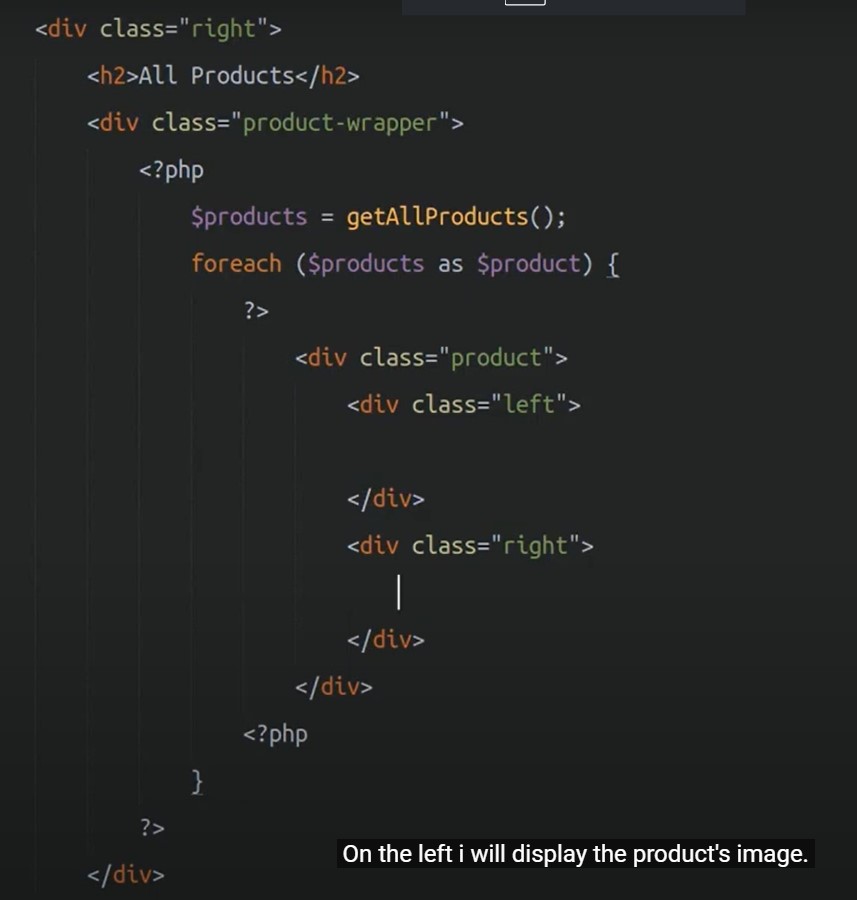 <div class="right">
<h2>All Products</h2>
<div class="product-wrapper">
<?php
$products = getAllProducts();
foreach ($products as $product) {
?>
<div class="product">
<div class="left">
</div>
<div class="right">
</div>
</div>
<?php
}
?>
</div>
On the left i will display the product's image.